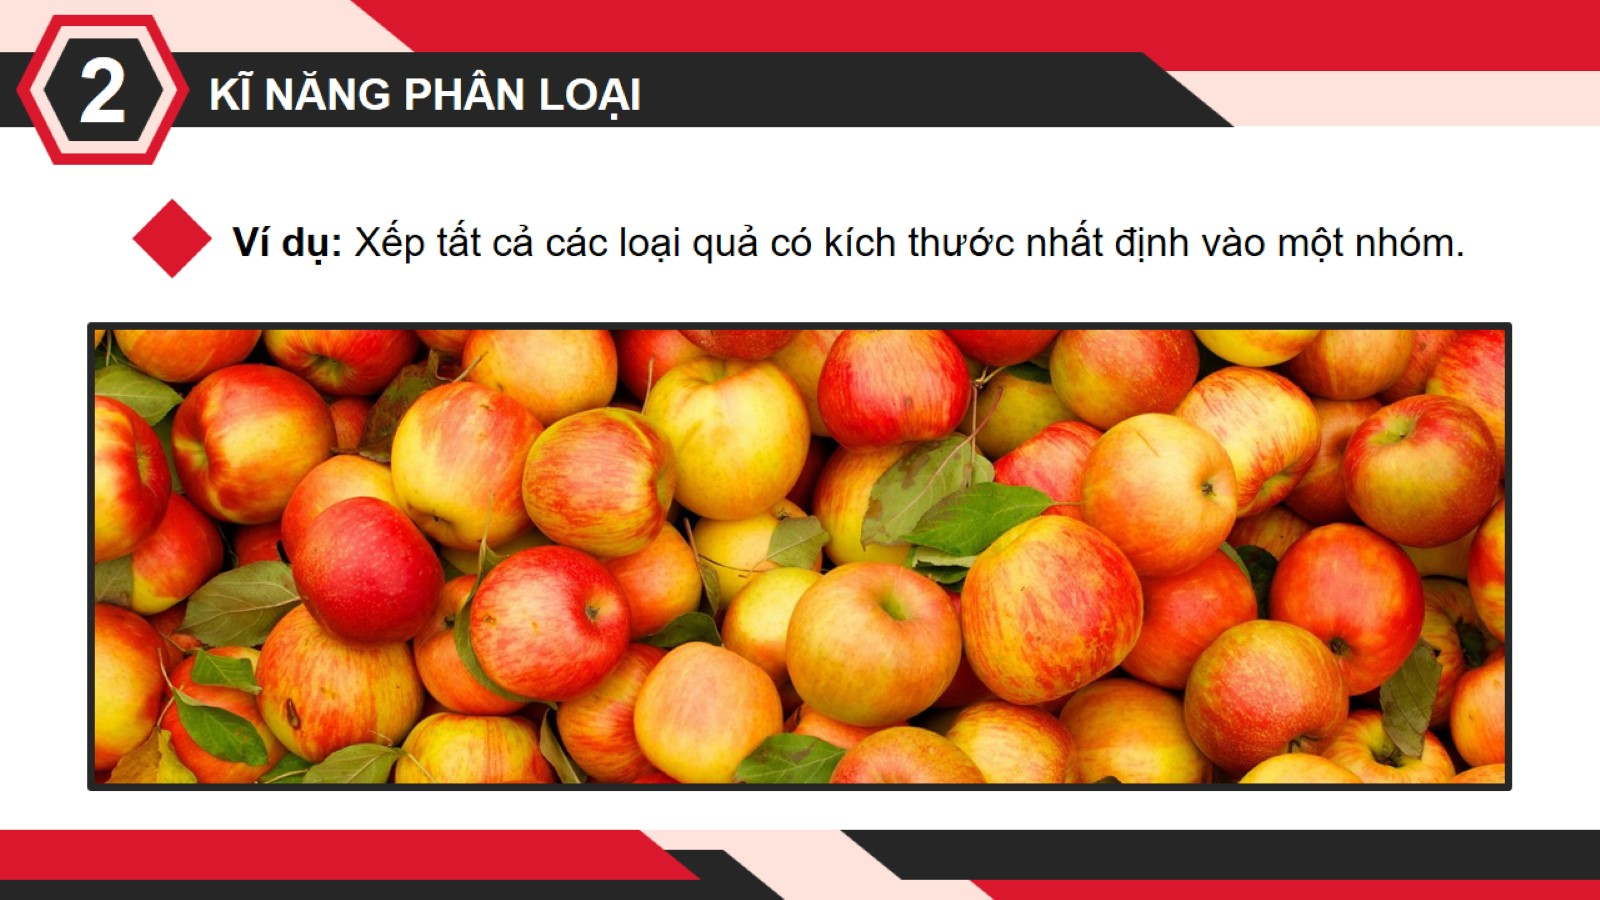 2
KĨ NĂNG PHÂN LOẠI
Ví dụ: Xếp tất cả các loại quả có kích thước nhất định vào một nhóm.